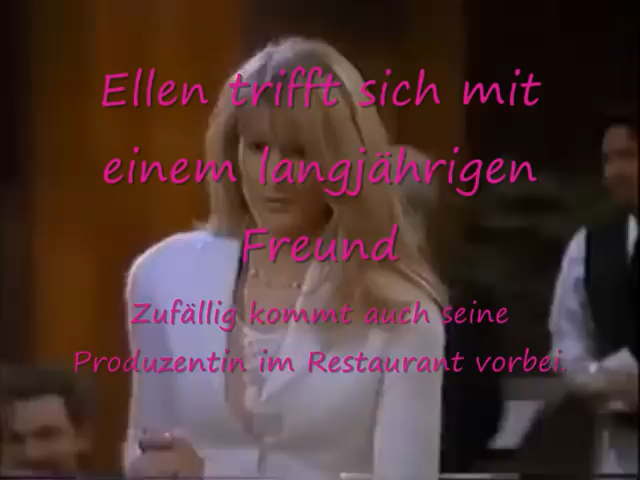 Ellen trifft sich mit
einem langjährigen
Freund
Zufällig kommt auch seine
Produzentin im Restaurant vorbei.